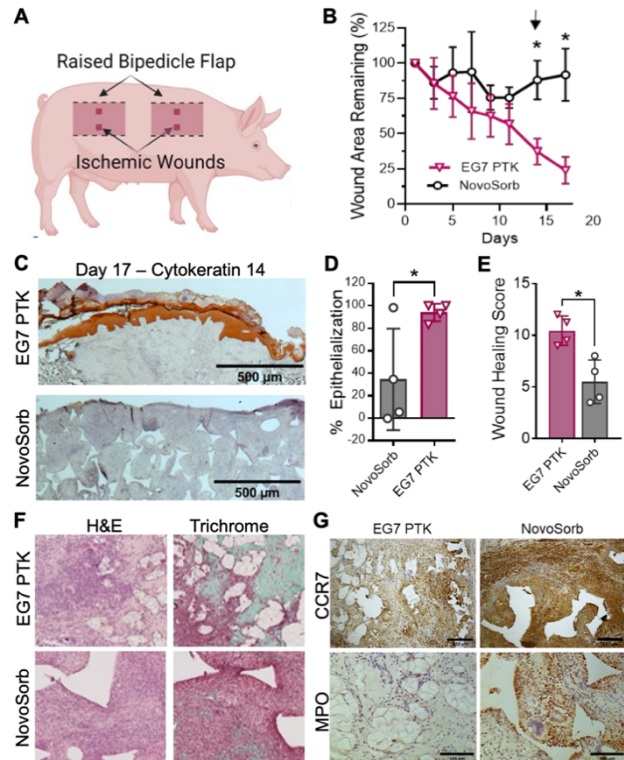 A
Raised Bipedicle Flap
Ischemic Wounds
B
Wound Area Remaining (%)
125
100
75
50
25
0
* *
EG7 PTK
NovoSorb
0 5 10 15 20
Days
C
Day 17 – Cytokeratin 14
EG7 PTK
500 µm
NovoSorb
500 µm
D
% Epithelialization
120
100
80
60
40
20
0
-20
*
NovoSorb
EG7 PTK
E
Wound Healing Score
15
10
5
0
*
EG7 PTK
NovoSorb
F
H&E Trichrome
EG7 PTK
NovoSorb
G
EG7 PTK NovoSorb
CCR7
MPO